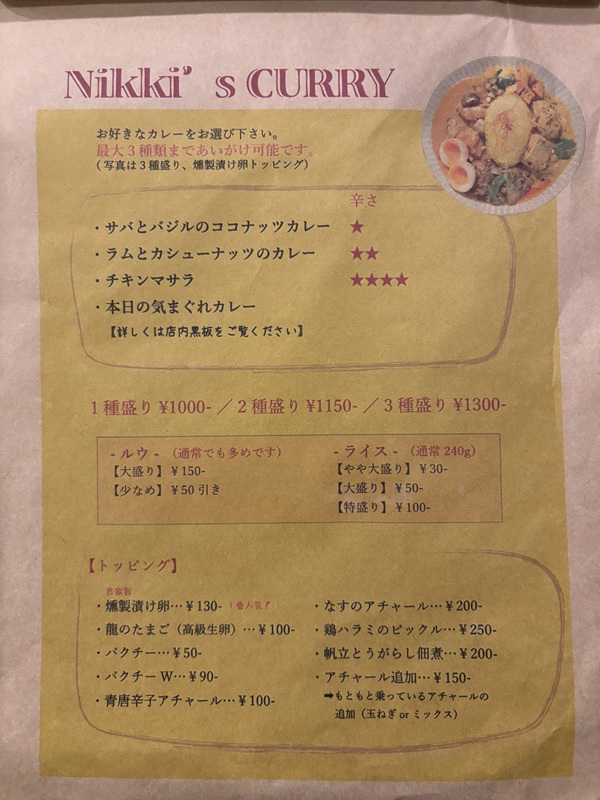 Nikki's CURRY
お好きなカレーをお選び下さい。
最大3種類まであいがけ可能です。
（写真は3種盛り、燻製漬け卵トッピング）
辛さ
・サバとバジルのココナッツカレー ★
・ラムとカシューナッツのカレー ★★
・チキンマサラ ★★★★
・本日の気まぐれカレー
【詳しくは店内黒板をご覧ください】
1種盛り ¥1000- ／2種盛り ¥1150- ／3種盛り ¥1300-
- ルウ - （通常でも多めです）
【大盛り】¥150-
【少なめ】¥50 引き
- ライス - （通常 240g）
【やや大盛り】¥30-
【大盛り】¥50-
【特盛り】¥100-
【トッピング】
自家製
・燻製漬け卵…¥130- 1番人気！
・龍のたまご（高級生卵）…¥100-
・パクチー…¥50-
・パクチー W…¥90-
・青唐辛子アチャール…¥100-
・なすのアチャール…¥200-
・鶏ハラミのピックル…¥250-
・帆立とうがらし佃煮…¥200-
・アチャール追加…¥150-
➡もともと乗っているアチャールの
追加（玉ねぎ or ミックス）